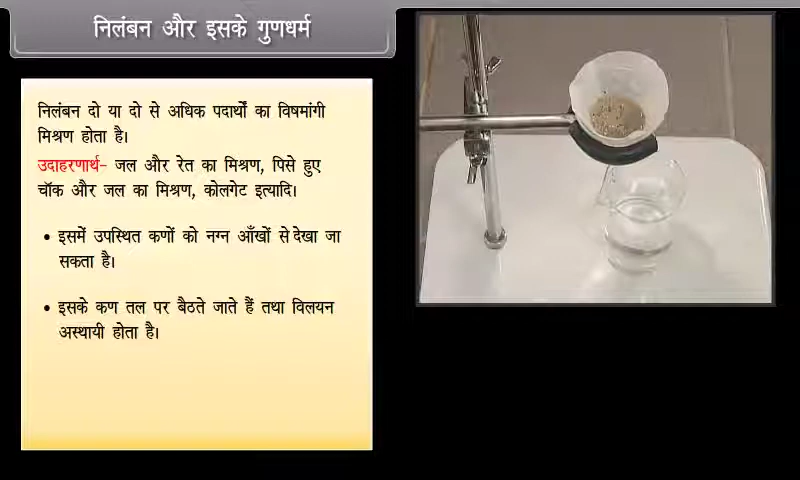 निलंबन और इसके गुणधर्म
निलंबन दो या दो से अधिक पदार्थों का विषमांगी
मिश्रण होता है।
उदाहरणार्थ- जल और रेत का मिश्रण, पिसे हुए
चॉक और जल का मिश्रण, कोलगेट इत्यादि।
• इसमें उपस्थित कणों को नग्न आँखों से देखा जा
सकता है।
• इसके कण तल पर बैठते जाते हैं तथा विलयन
अस्थायी होता है।